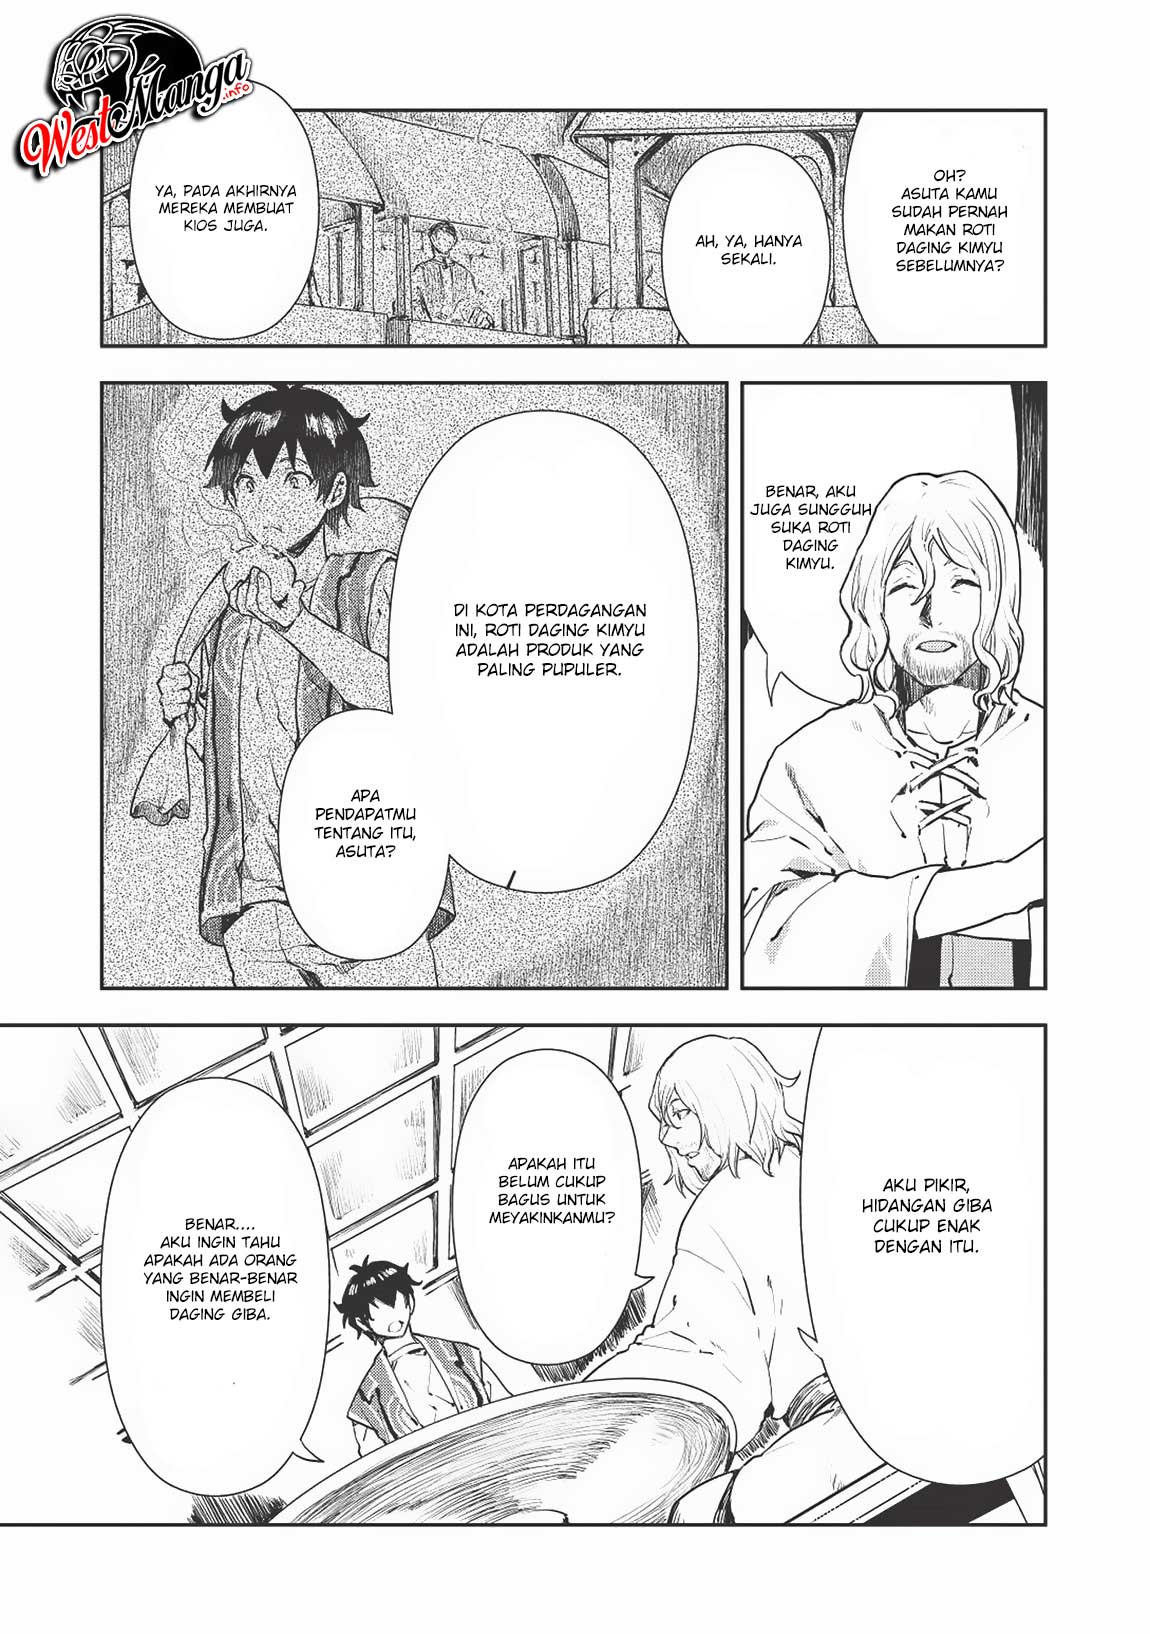 WestManga
.info
OH?
ASUTA KAMU
SUDAH PERNAH
MAKAN ROTI
DAGING KIMYU
SEBELUMNYA?
AH, YA, HANYA
SEKALI.
YA, PADA AKHIRNYA
MEREKA MEMBUAT
KIOS JUGA.
BENAR, AKU
JUGA SUNGGUH
SUKA ROTI
DAGING
KIMYU.
DI KOTA PERDAGANGAN
INI, ROTI DAGING KIMYU
ADALAH PRODUK YANG
PALING PUPULER.
APA
PENDAPATMU
TENTANG ITU,
ASUTA?
AKU PIKIR,
HIDANGAN GIBA
CUKUP ENAK
DENGAN ITU.
APAKAH ITU
BELUM CUKUP
BAGUS UNTUK
MEYAKINKANMU?
BENAR....
AKU INGIN TAHU
APAKAH ADA ORANG
YANG BENAR-BENAR
INGIN MEMBELI
DAGING GIBA.